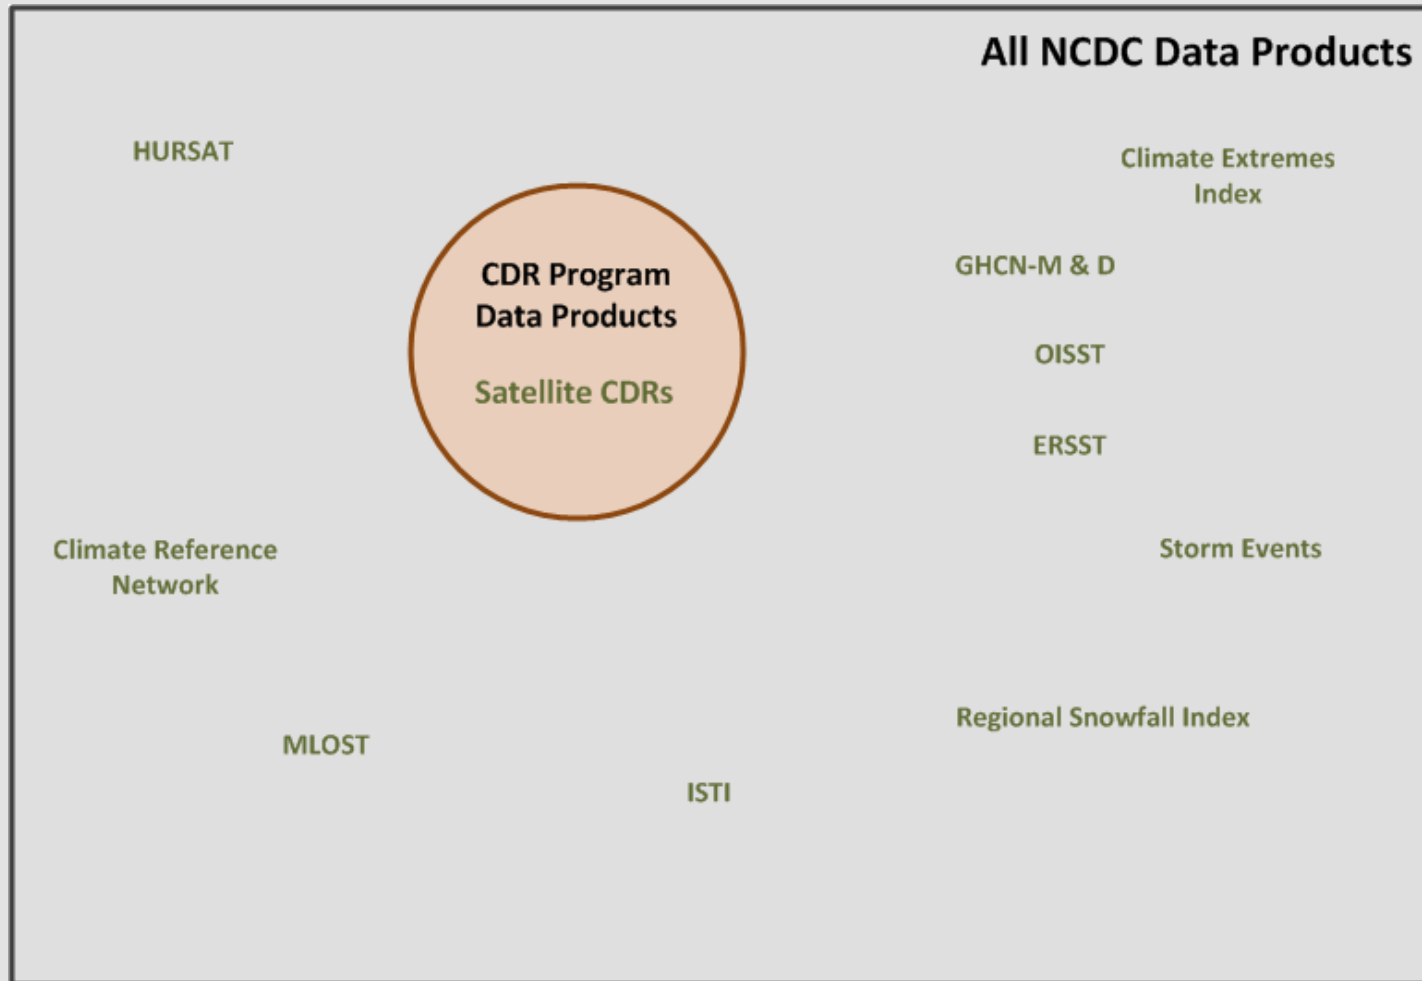 All NCDC Data Products
HURSAT
Climate Extremes
Index
CDR Program
Data Products
Satellite CDRs
GHCN-M & D
OISST
ERSST
Climate Reference
Network
Storm Events
Regional Snowfall Index
MLOST
ISTI